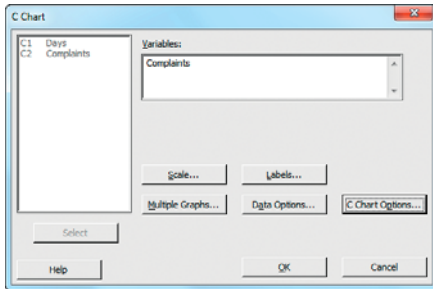 C Chart
C1 Days
C2 Complaints
Variables:
Complaints
Scale...
Labels...
Multiple Graphs...
Data Options...
C Chart Options...
Select
Help
OK
Cancel